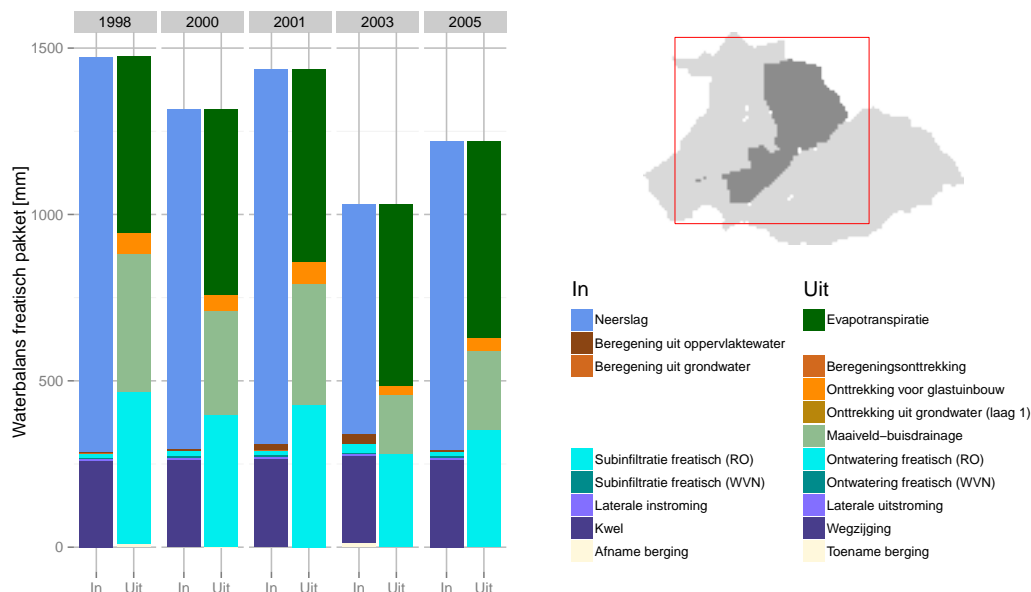 1998 2000 2001 2003 2005
Waterbalans freatisch pakket [mm]
1500
1000
500
0
In Uit In Uit In Uit In Uit In Uit
In
Neerslag
Beregening uit oppervlaktewater
Beregening uit grondwater
Subinfiltratie freatisch (RO)
Subinfiltratie freatisch (WVN)
Laterale instroming
Kwel
Afname berging
Uit
Evapotranspiratie
Beregeningsonttrekking
Onttrekking voor glastuinbouw
Onttrekking uit grondwater (laag 1)
Maaiveld−buisdrainage
Ontwatering freatisch (RO)
Ontwatering freatisch (WVN)
Laterale uitstroming
Wegzijging
Toename berging